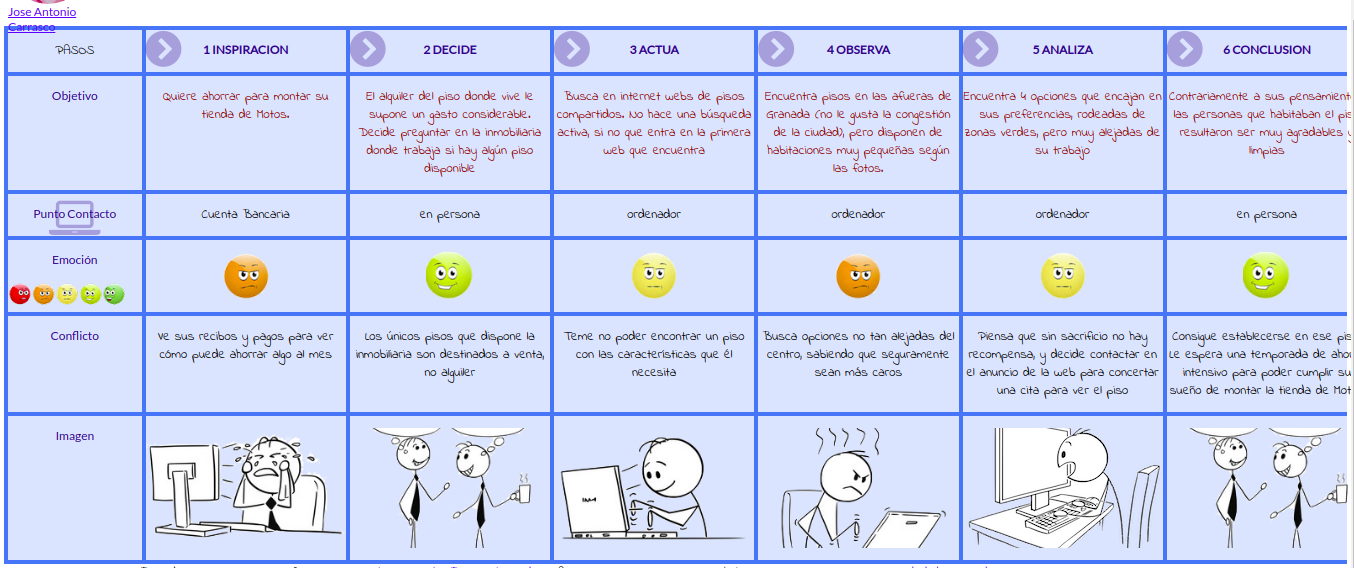 Jose Antonio
Carrasco
PASOS
1 INSPIRACION
2 DECIDE
3 ACTUA
4 OBSERVA
5 ANALIZA
6 CONCLUSION
Objetivo
Quiere ahorrar para montar su
tienda de Motos.
El alquiler del piso donde vive le
supone un gasto considerable.
Decide preguntar en la inmobiliaria
donde trabaja si hay algún piso
disponible
Busca en internet webs de pisos
compartidos. No hace una búsqueda
activa, si no que entra en la primera
web que encuentra
Encuentra pisos en las afueras de
Granada (no le gusta la congestión
de la ciudad), pero disponen de
habitaciones muy pequeñas según
las fotos.
Encuentra 4 opciones que encajan en
sus preferencias, rodeadas de
zonas verdes, pero muy alejadas de
su trabajo
Contrariamente a sus pensamient
las personas que habitaban el pis
resultaron ser muy agradables y
limpias
Punto Contacto
Cuenta Bancaria
en persona
ordenador
ordenador
ordenador
en persona
Emoción
Conflicto
Ve sus recibos y pagos para ver
cómo puede ahorrar algo al mes
Los únicos pisos que dispone la
inmobiliaria son destinados a venta,
no alquiler
Teme no poder encontrar un piso
con las características que él
necesita
Busca opciones no tan alejadas del
centro, sabiendo que seguramente
sean más caros
Piensa que sin sacrificio no hay
recompensa, y decide contactar en
el anuncio de la web para concertar
una cita para ver el piso
Consigue establecerse en ese pis
Le espera una temporada de ahor
intensivo para poder cumplir su
sueño de montar la tienda de Mot
Imagen